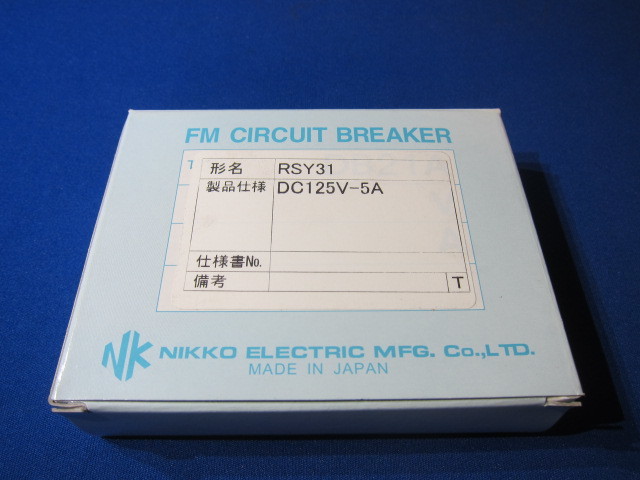 FM CIRCUIT BREAKER
T
形名 RSY31
製品仕様 DC125V-5A
仕様書No.
備考 T
NK NIKKO ELECTRIC MFG. Co.,LTD.
MADE IN JAPAN